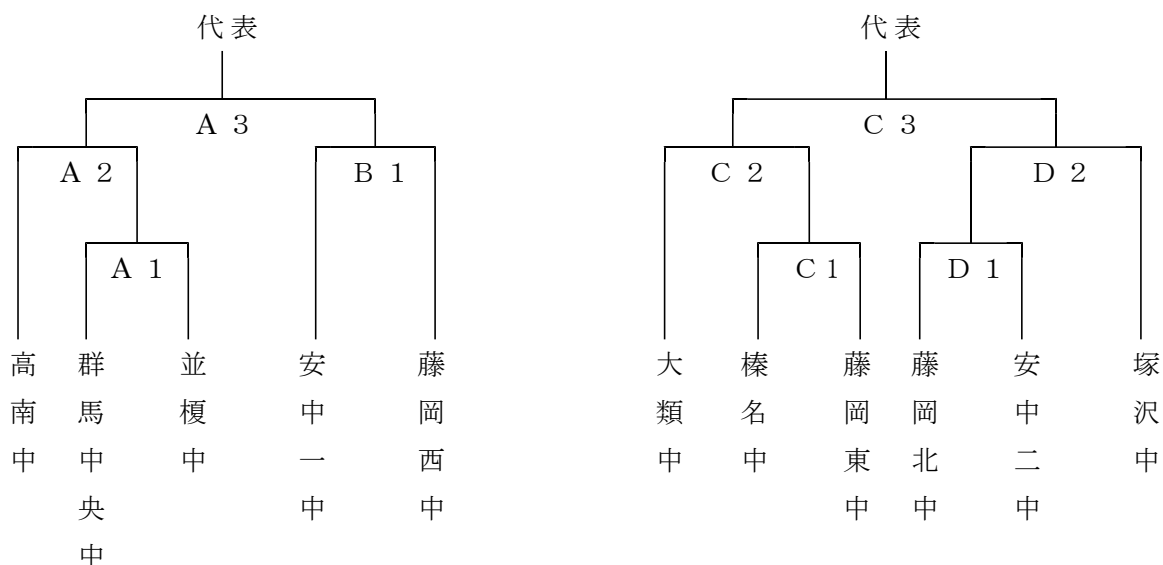 代表
代表
A 3
C 3
A 2
B 1
C 2
D 2
A 1
C 1
D 1
高南中
群馬中央中
並榎中
安中一中
藤岡西中
大類中
榛名中
藤岡東中
藤岡北中
安中二中
塚沢中